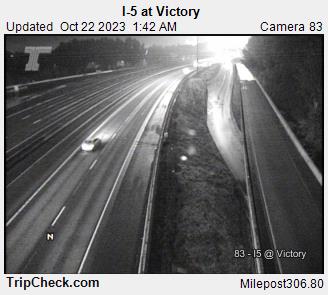 I-5 at Victory
Updated Oct 22 2023 1:42 AM Camera 83
T
N
83 - I5 @ Victory
TripCheck.com Milepost306.80